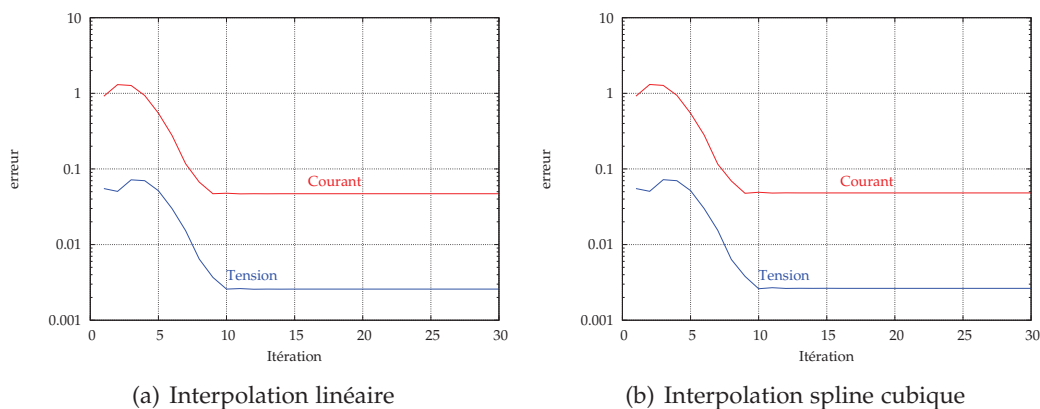 10
1
0.1
0.01
0.001
erreur
Courant
Tension
0 5 10 15 20 25 30
Itération
(a) Interpolation linéaire
10
1
0.1
0.01
0.001
erreur
Courant
Tension
0 5 10 15 20 25 30
Itération
(b) Interpolation spline cubique